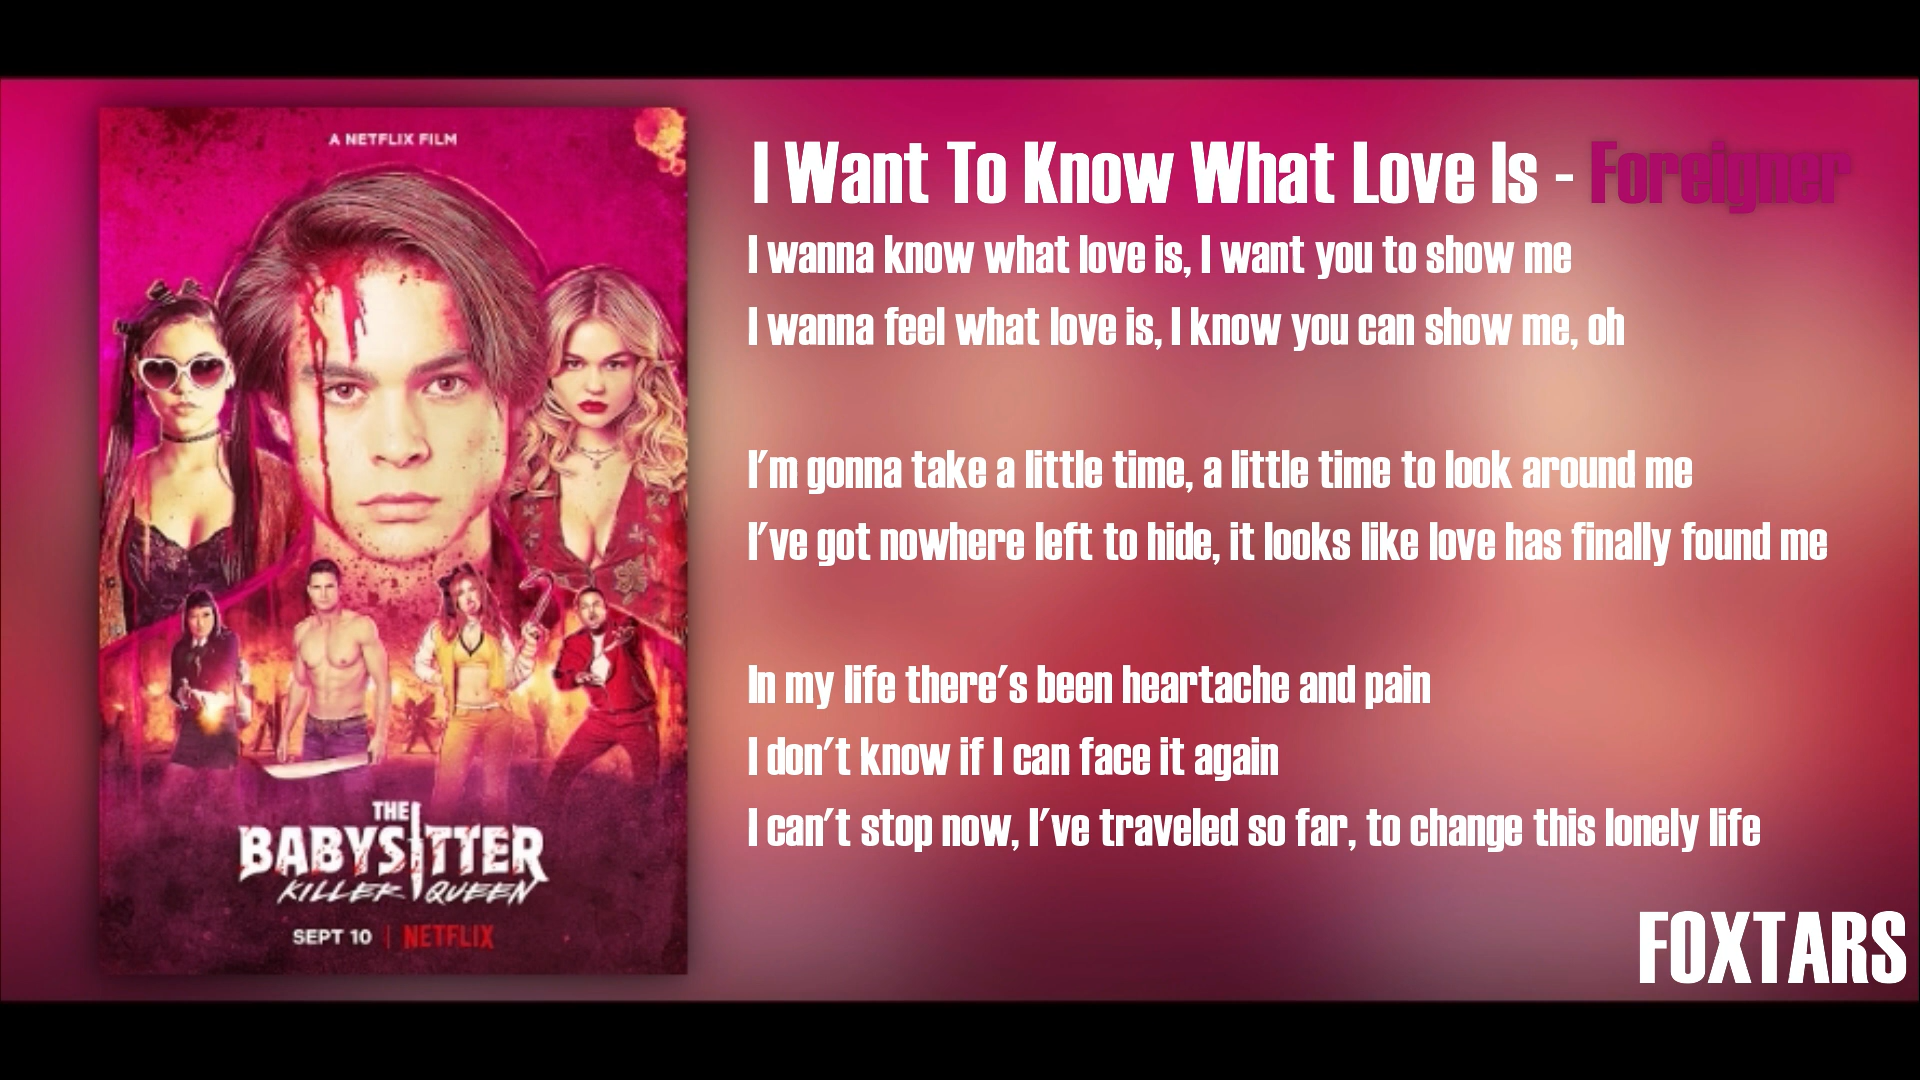 A NETFLIX FILM
THE
BABYSITTER
KILLER QUEEN
SEPT 10 | NETFLIX
I Want To Know What Love Is - Foreigner
I wanna know what love is, I want you to show me
I wanna feel what love is, I know you can show me, oh
I'm gonna take a little time, a little time to look around me
I've got nowhere left to hide, it looks like love has finally found me
In my life there's been heartache and pain
I don't know if I can face it again
I can't stop now, I've traveled so far, to change this lonely life
FOXTARS